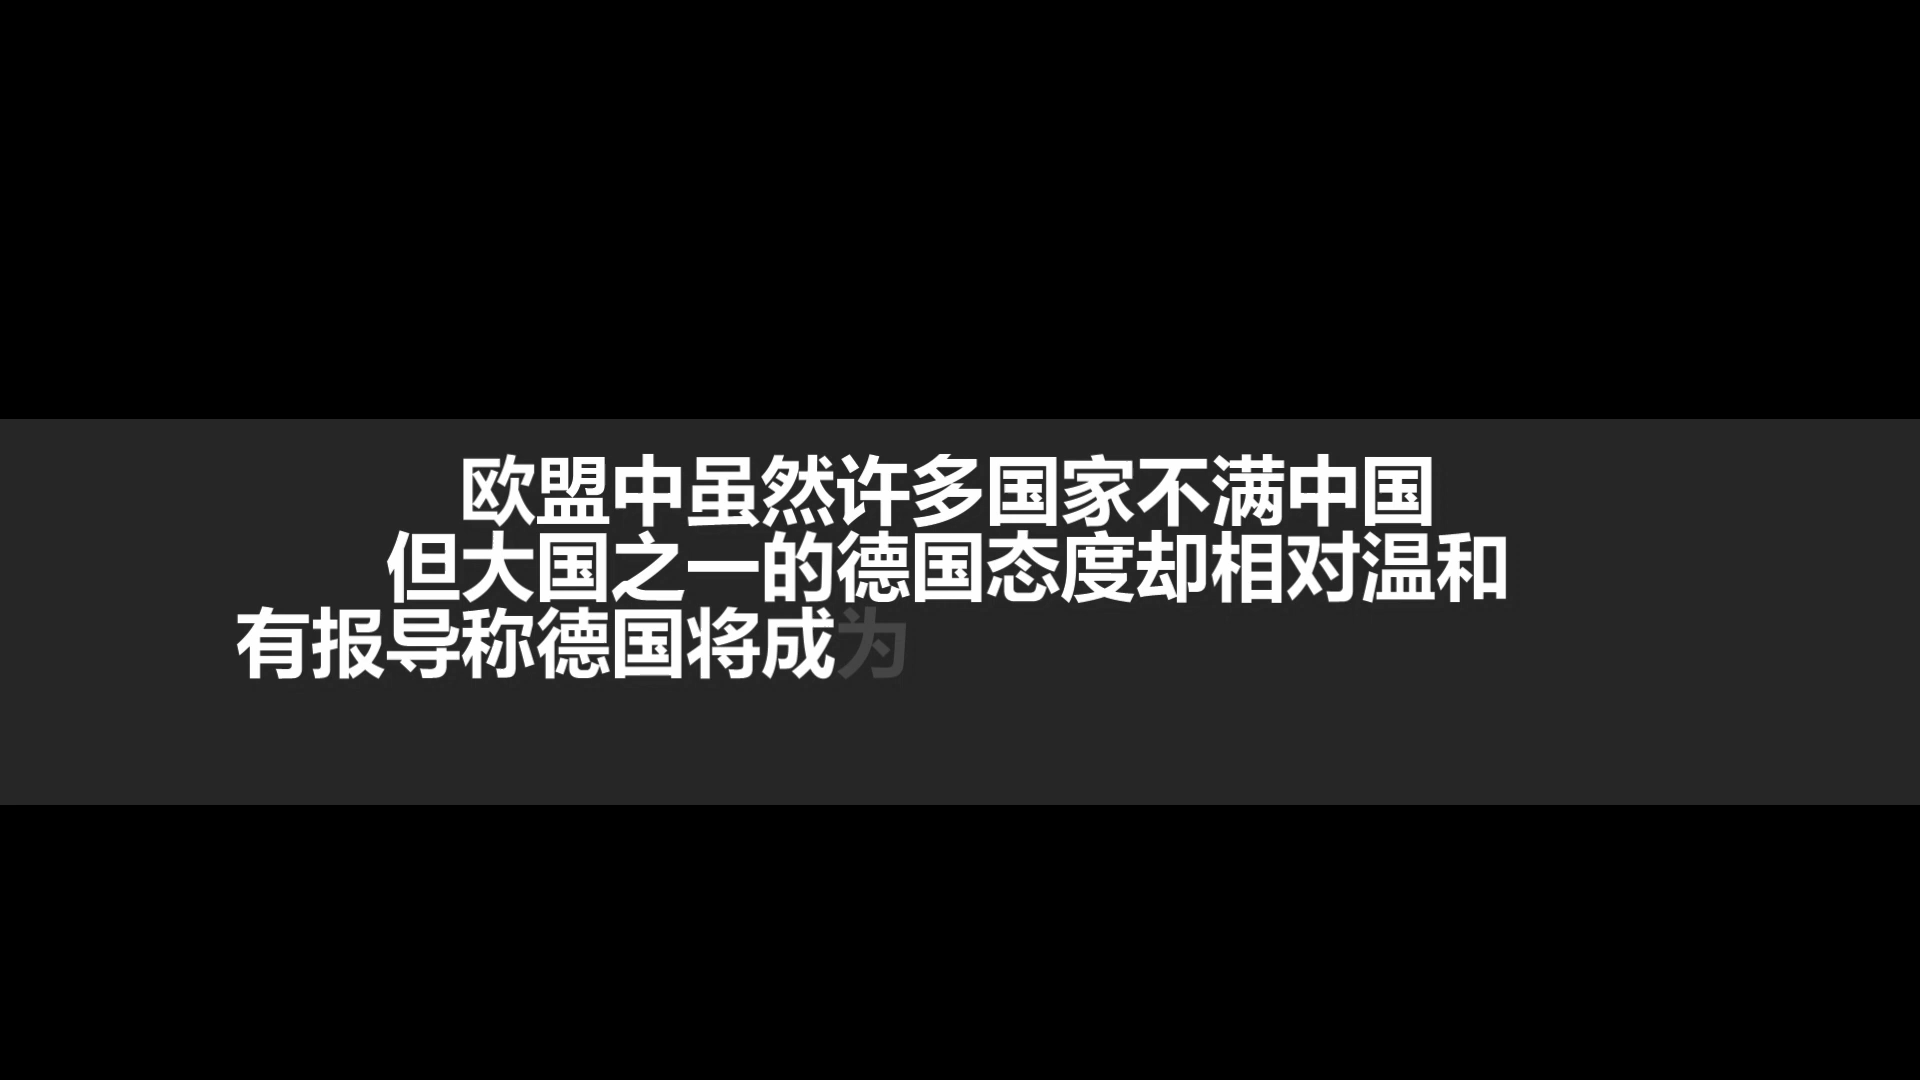 欧盟中虽然许多国家不满中国
但大国之一的德国态度却相对温和
有报导称德国将成为